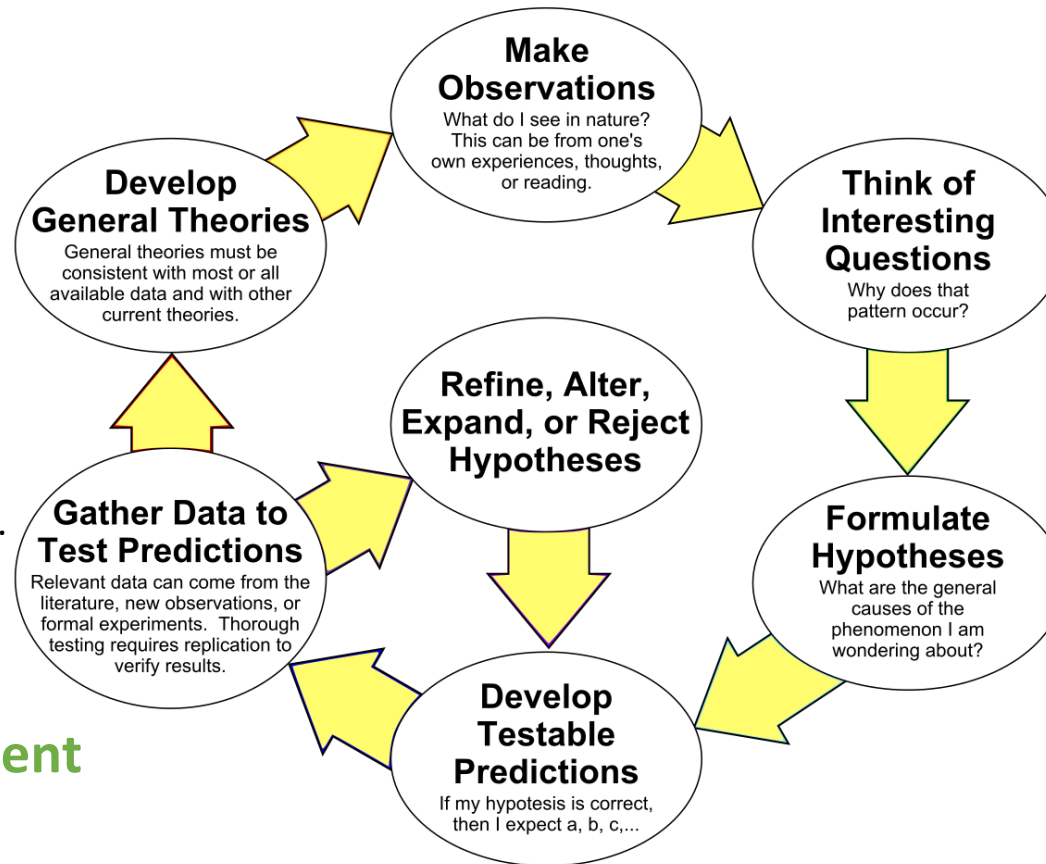 Make
Observations
What do I see in nature?
This can be from one's
own experiences, thoughts,
or reading.
Think of
Interesting
Questions
Why does that
pattern occur?
Formulate
Hypotheses
What are the general
causes of the
phenomenon I am
wondering about?
Develop
Testable
Predictions
If my hypotesis is correct,
then I expect a, b, c,...
Gather Data to
Test Predictions
Relevant data can come from the
literature, new observations, or
formal experiments. Thorough
testing requires replication to
verify results.
Refine, Alter,
Expand, or Reject
Hypotheses
Develop
General Theories
General theories must be
consistent with most or all
available data and with other
current theories.
.
ent